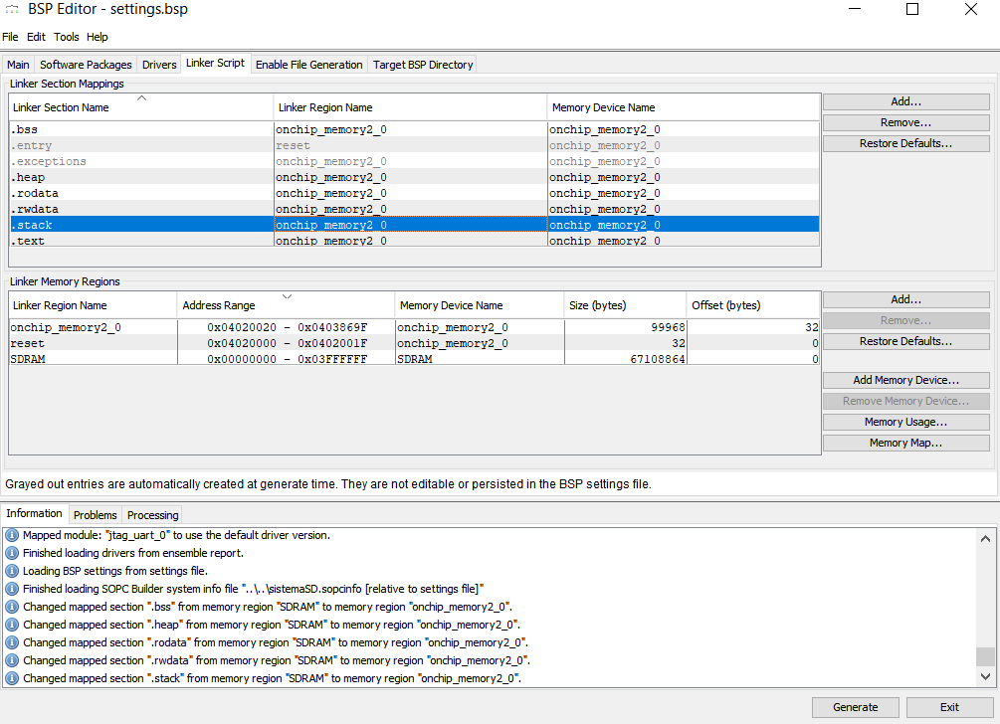 BSP Editor - settings.bsp
File Edit Tools Help
Main Software Packages Drivers Linker Script Enable File Generation Target BSP Directory
Linker Section Mappings
Linker Section Name Linker Region Name Memory Device Name Add...
Remove...
.bss onchip_memory2_0 onchip_memory2_0
.entry reset onchip_memory2_0 Restore Defaults...
.exceptions onchip_memory2_0 onchip_memory2_0
.heap onchip_memory2_0 onchip_memory2_0
.rodata onchip_memory2_0 onchip_memory2_0
.rwdata onchip_memory2_0 onchip_memory2_0
.stack onchip_memory2_0 onchip_memory2_0
.text onchip_memory2_0 onchip_memory2_0
Linker Memory Regions
Linker Region Name Address Range Memory Device Name Size (bytes) Offset (bytes) Add...
onchip_memory2_0 0x04020020 - 0x0403869F onchip_memory2_0 99968 32 Remove...
reset 0x04020000 - 0x0402001F onchip_memory2_0 32 0 Restore Defaults...
SDRAM 0x00000000 - 0x03FFFFFF SDRAM 67108864 0
Add Memory Device...
Remove Memory Device...
Memory Usage...
Memory Map...
Grayed out entries are automatically created at generate time. They are not editable or persisted in the BSP settings file.
Information Problems Processing
Mapped module: "jtag_uart_0" to use the default driver version.
Finished loading drivers from ensemble report.
Loading BSP settings from settings file.
Finished loading SOPC Builder system info file "..\..\sistemaSD.sopcinfo [relative to settings file]"
Changed mapped section ".bss" from memory region "SDRAM" to memory region "onchip_memory2_0".
Changed mapped section ".heap" from memory region "SDRAM" to memory region "onchip_memory2_0".
Changed mapped section ".rodata" from memory region "SDRAM" to memory region "onchip_memory2_0".
Changed mapped section ".rwdata" from memory region "SDRAM" to memory region "onchip_memory2_0".
Changed mapped section ".stack" from memory region "SDRAM" to memory region "onchip_memory2_0".
Generate Exit